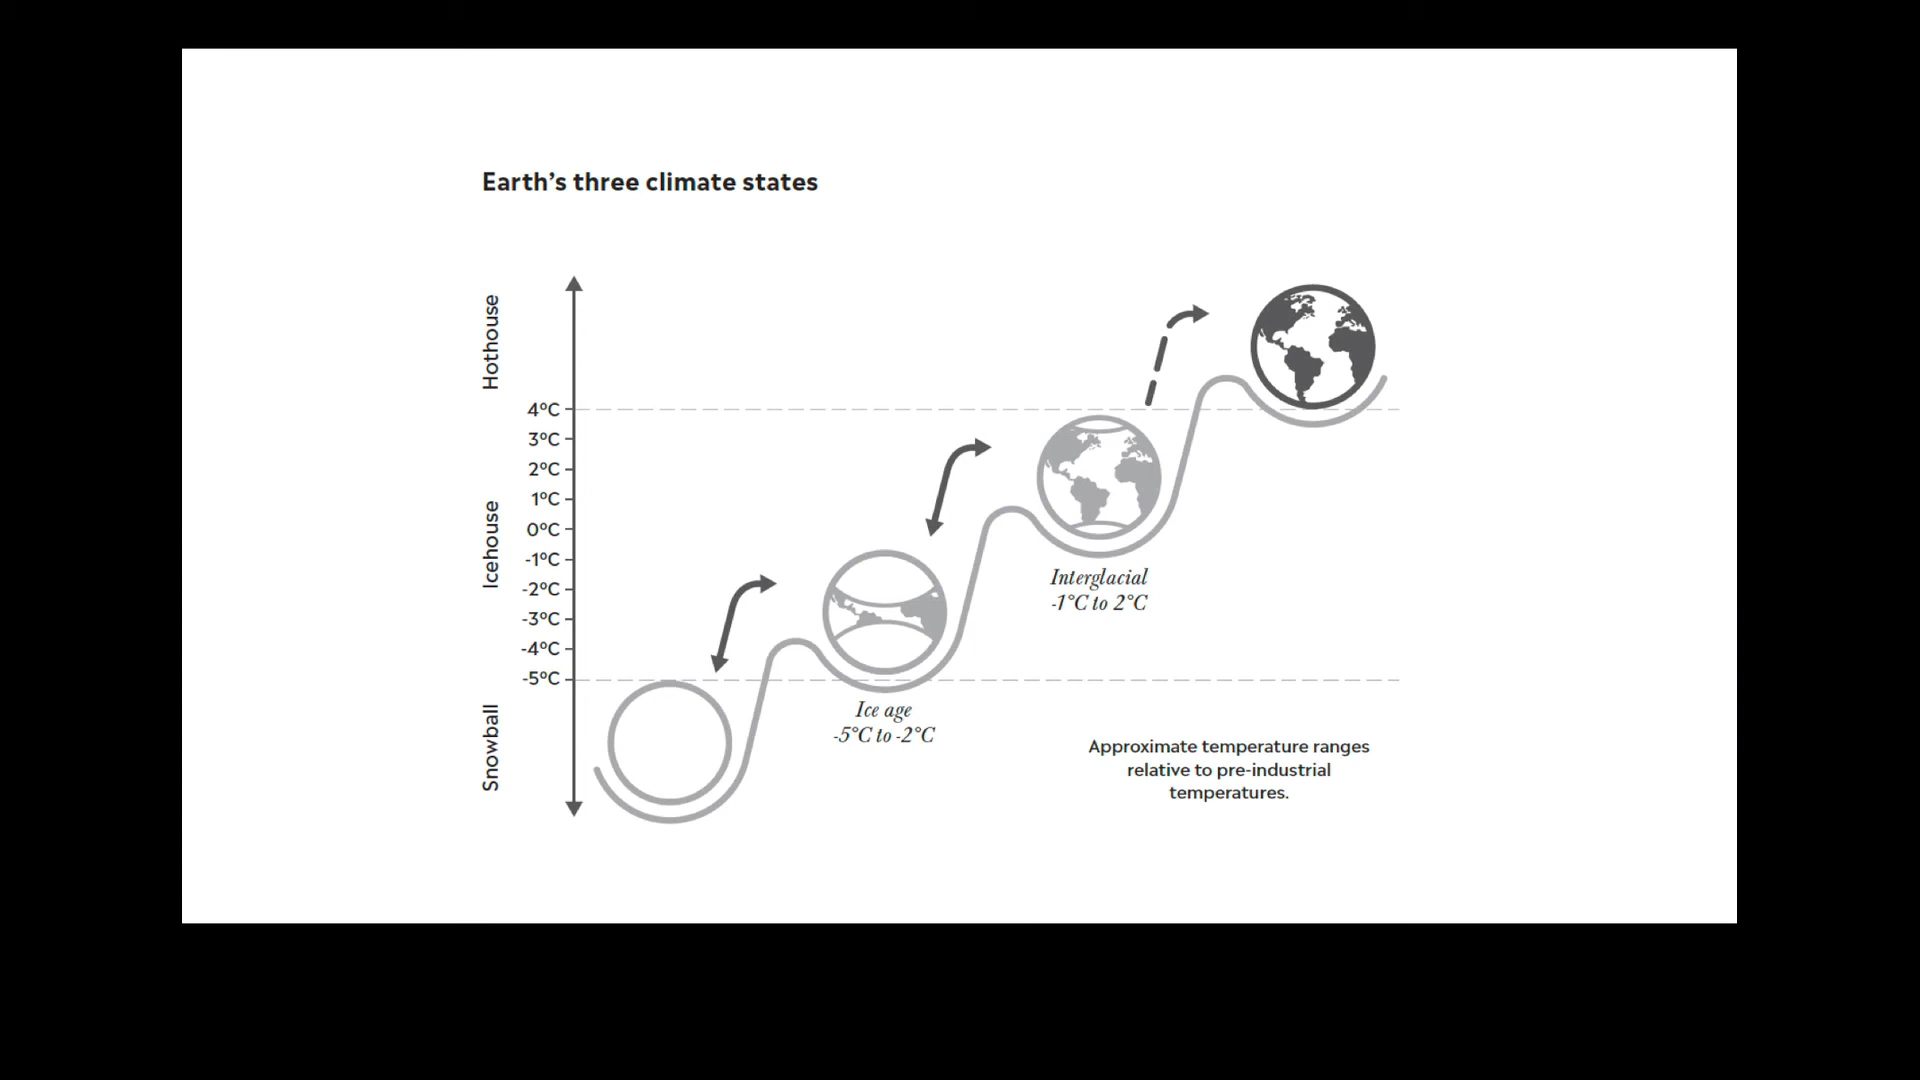 Earth’s three climate states
Hothouse
4°C
3°C
2°C
1°C
0°C
-1°C
-2°C
-3°C
-4°C
-5°C
Icehouse
Snowball
Interglacial
-1°C to 2°C
Ice age
-5°C to -2°C
Approximate temperature ranges
relative to pre-industrial
temperatures.